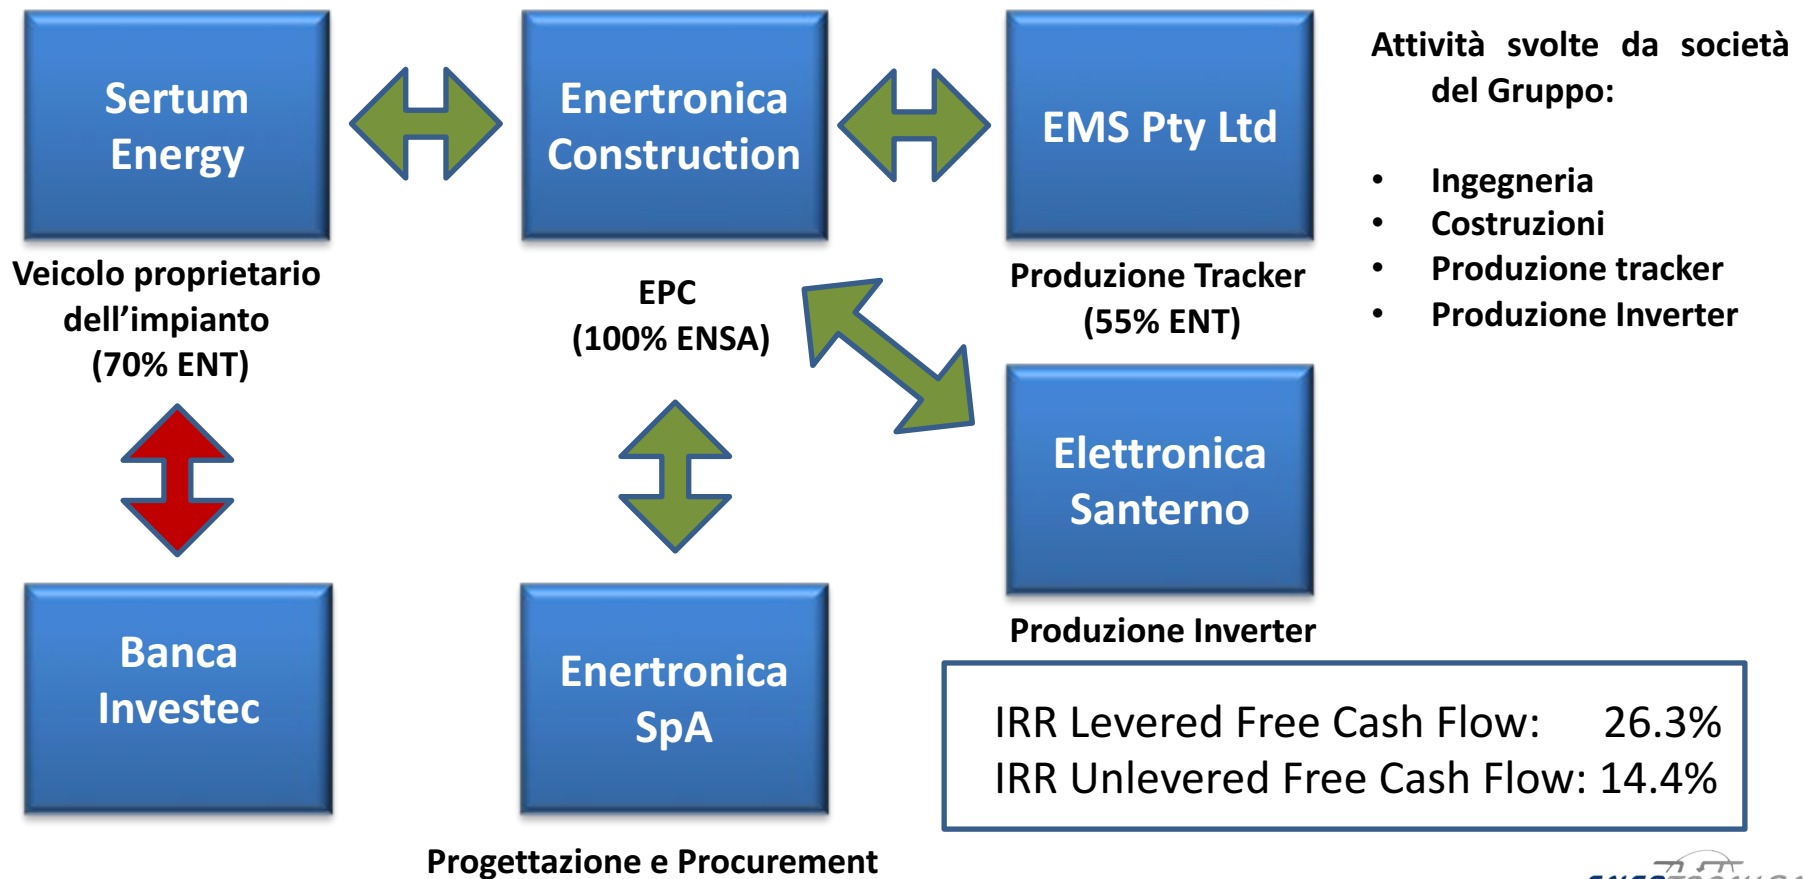 Sertum
Energy
Veicolo proprietario
dell’impianto
(70% ENT)
Banca
Investec
Enertronica
Construction
EPC
(100% ENSA)
Enertronica
SpA
Progettazione e Procurement
EMS Pty Ltd
Produzione Tracker
(55% ENT)
Elettronica
Santerno
Produzione Inverter
Attività svolte da società
del Gruppo:
• Ingegneria
• Costruzioni
• Produzione tracker
• Produzione Inverter
IRR Levered Free Cash Flow: 26.3%
IRR Unlevered Free Cash Flow: 14.4%